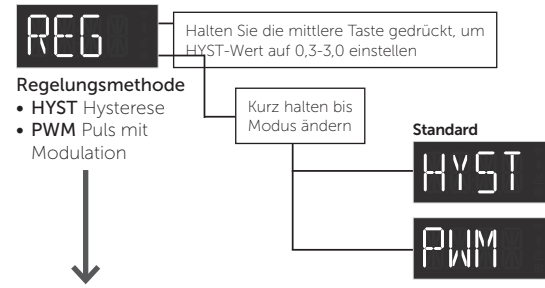 REG
Halten Sie die mittlere Taste gedrückt, um
HYST-Wert auf 0,3-3,0 einstellen
Regelungsmethode
• HYST Hysterese
• PWM Puls mit
Modulation
Kurz halten bis
Modus ändern
Standard
HYST
PWM